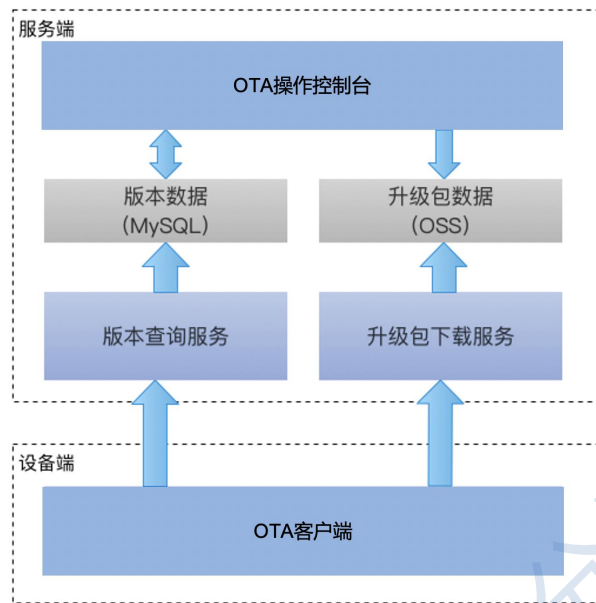 服务端
OTA操作控制台
版本数据
(MySQL)
升级包数据
(OSS)
版本查询服务
升级包下载服务
设备端
OTA客户端